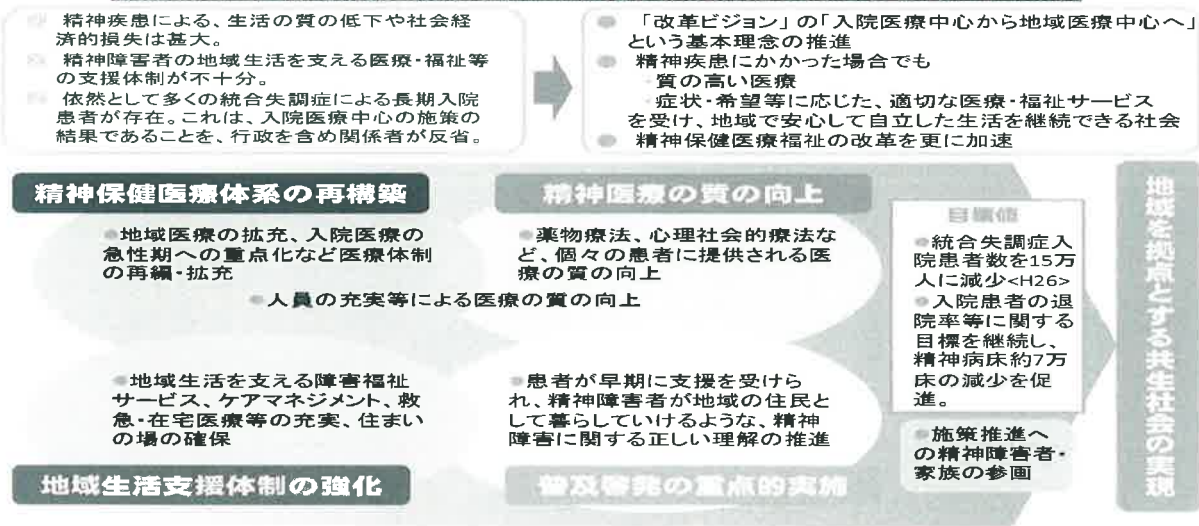 精神疾患による、生活の質の低下や社会経
済的損失は甚大。
精神障害者の地域生活を支える医療・福祉等
の支援体制が不十分。
依然として多くの統合失調症による長期入院
患者が存在。これは、入院医療中心の施策の
結果であることを、行政を含め関係者が反省。
「改革ビジョン」の「入院医療中心から地域医療中心へ」
という基本理念の推進
精神疾患にかかった場合でも
・質の高い医療
・症状・希望等に応じた、適切な医療・福祉サービス
を受け、地域で安心して自立した生活を継続できる社会
精神保健医療福祉の改革を更に加速
精神保健医療体系の再構築
地域医療の拡充、入院医療の
急性期への重点化など医療体制
の再編・拡充
精神医療の質の向上
薬物療法、心理社会的療法な
ど、個々の患者に提供される医
療の質の向上
人員の充実等による医療の質の向上
地域生活を支える障害福祉
サービス、ケアマネジメント、救
急・在宅医療等の充実、住まい
の場の確保
地域生活支援体制の強化
患者が早期に支援を受けら
れ、精神障害者が地域の住民と
して暮らしていけるような、精神
障害に関する正しい理解の推進
普及啓発の重点的実施
目標値
統合失調症入
院患者数を15万
人に減少<H26>
入院患者の退
院率等に関する
目標を継続し、
精神病床約7万
床の減少を促
進。
施策推進へ
の精神障害者・
家族の参画
地域を拠点とする共生社会の実現